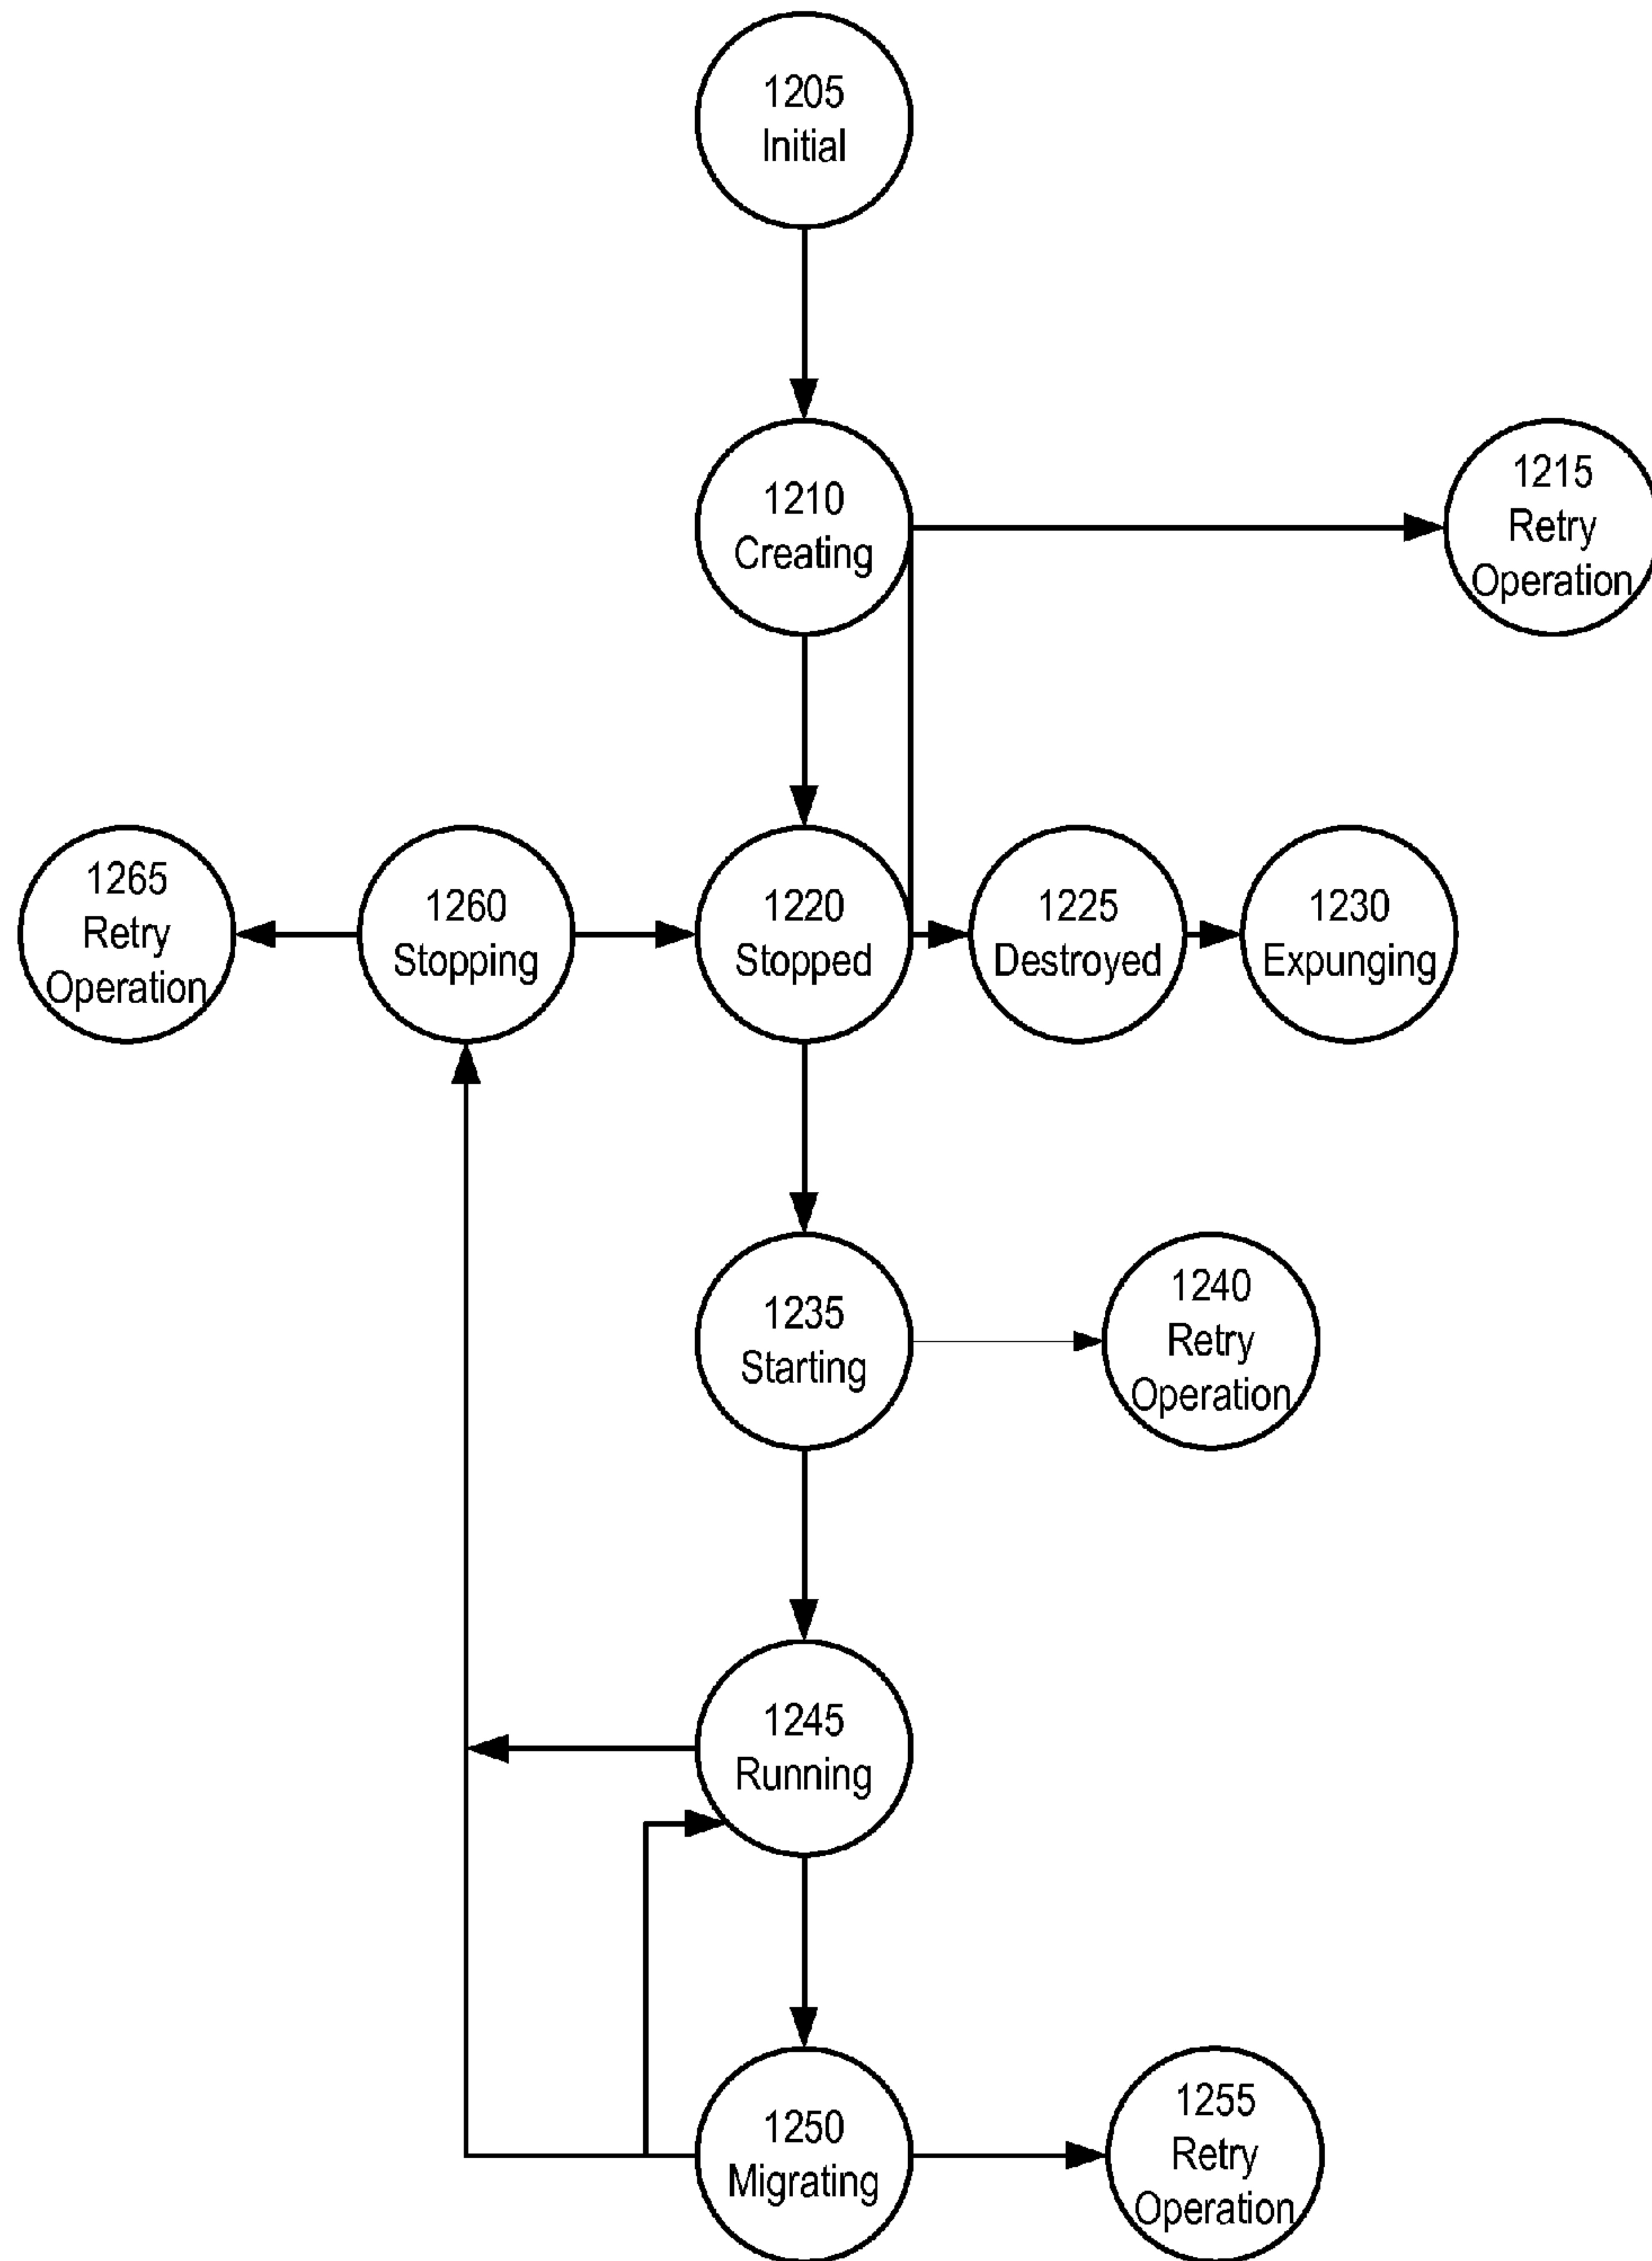 1205
Initial
1210
Creating
1215
Retry
Operation
1265
Retry
Operation
1260
Stopping
1220
Stopped
1225
Destroyed
1230
Expunging
1235
Starting
1240
Retry
Operation
1245
Running
1250
Migrating
1255
Retry
Operation